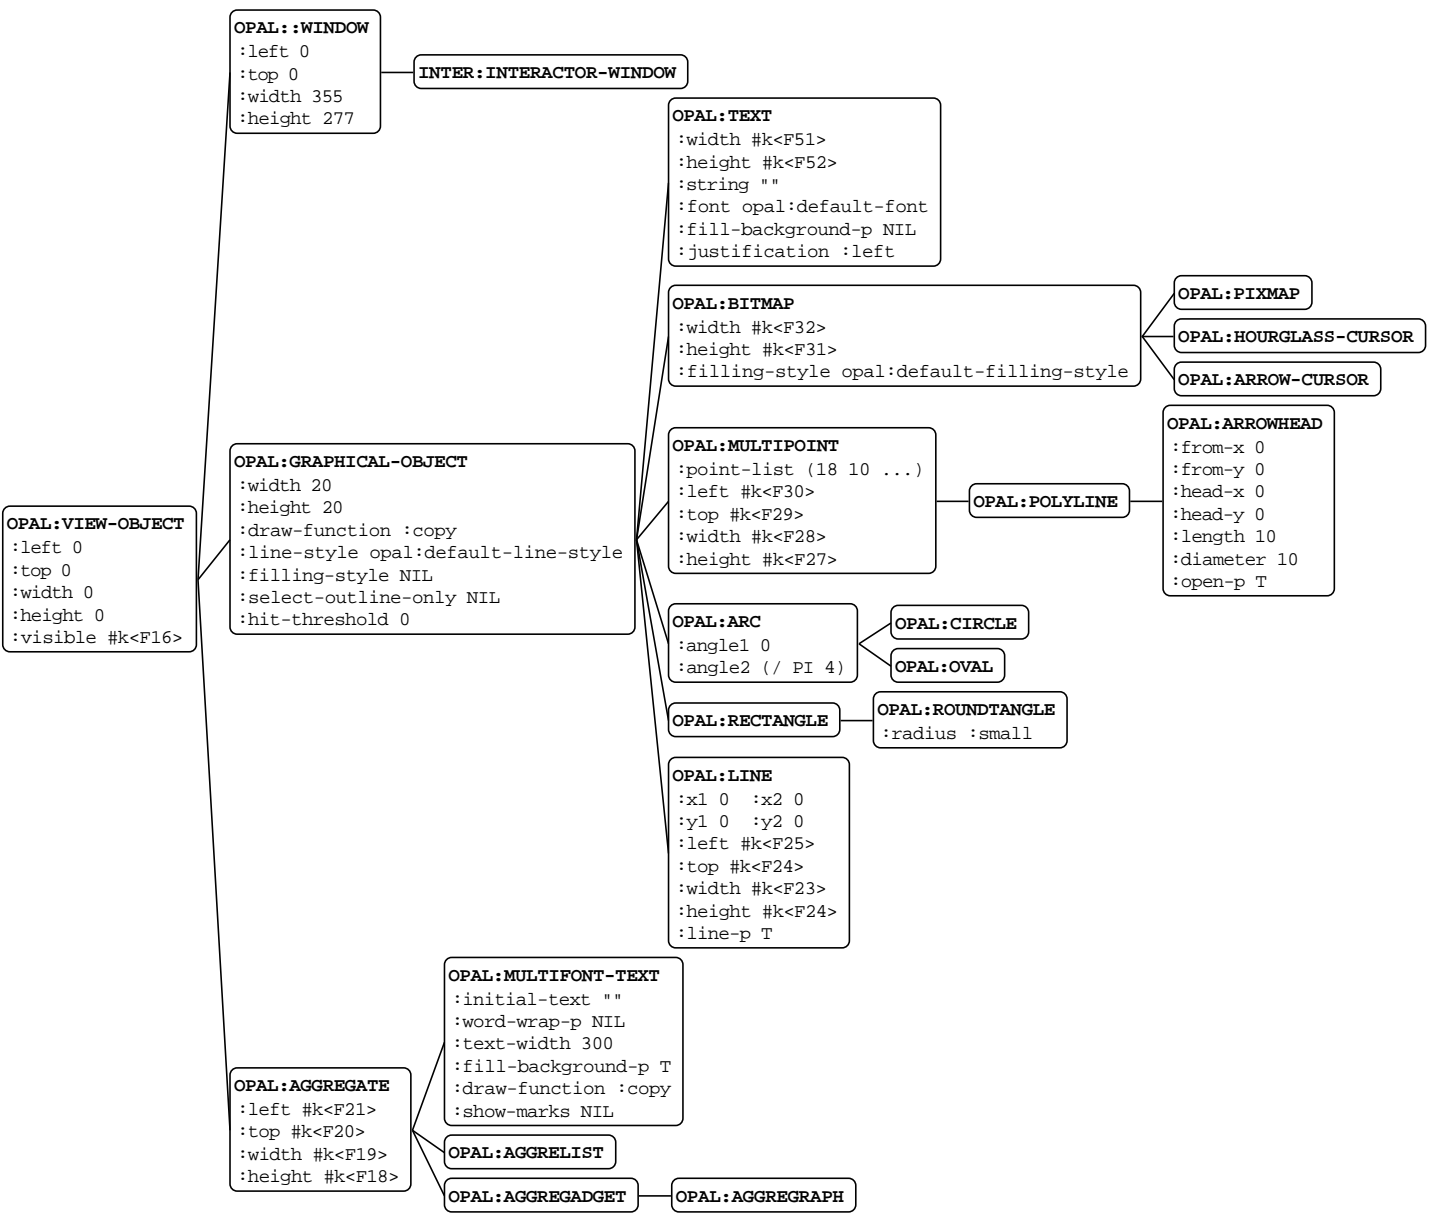 OPAL::WINDOW
:left 0
:top 0
:width 355
:height 277
INTER:INTERACTOR-WINDOW
OPAL:TEXT
:width #k<F51>
:height #k<F52>
:string ""
:font opal:default-font
:fill-background-p NIL
:justification :left
OPAL:BITMAP
:width #k<F32>
:height #k<F31>
:filling-style opal:default-filling-style
OPAL:PIXMAP
OPAL:HOURGLASS-CURSOR
OPAL:ARROW-CURSOR
OPAL:GRAPHICAL-OBJECT
:width 20
:height 20
:draw-function :copy
:line-style opal:default-line-style
:filling-style NIL
:select-outline-only NIL
:hit-threshold 0
OPAL:MULTIPOINT
:point-list (18 10 ...)
:left #k<F30>
:top #k<F29>
:width #k<F28>
:height #k<F27>
OPAL:POLYLINE
OPAL:ARROWHEAD
:from-x 0
:from-y 0
:head-x 0
:head-y 0
:length 10
:diameter 10
:open-p T
OPAL:VIEW-OBJECT
:left 0
:top 0
:width 0
:height 0
:visible #k<F16>
OPAL:ARC
:angle1 0
:angle2 (/ PI 4)
OPAL:CIRCLE
OPAL:OVAL
OPAL:RECTANGLE
OPAL:ROUNDTANGLE
:radius :small
OPAL:LINE
:x1 0 :x2 0
:y1 0 :y2 0
:left #k<F25>
:top #k<F24>
:width #k<F23>
:height #k<F24>
:line-p T
OPAL:MULTIFONT-TEXT
:initial-text ""
:word-wrap-p NIL
:text-width 300
:fill-background-p T
:draw-function :copy
:show-marks NIL
OPAL:AGGREGATE
:left #k<F21>
:top #k<F20>
:width #k<F19>
:height #k<F18>
OPAL:AGGRELIST
OPAL:AGGREGADGET
OPAL:AGGREGRAPH